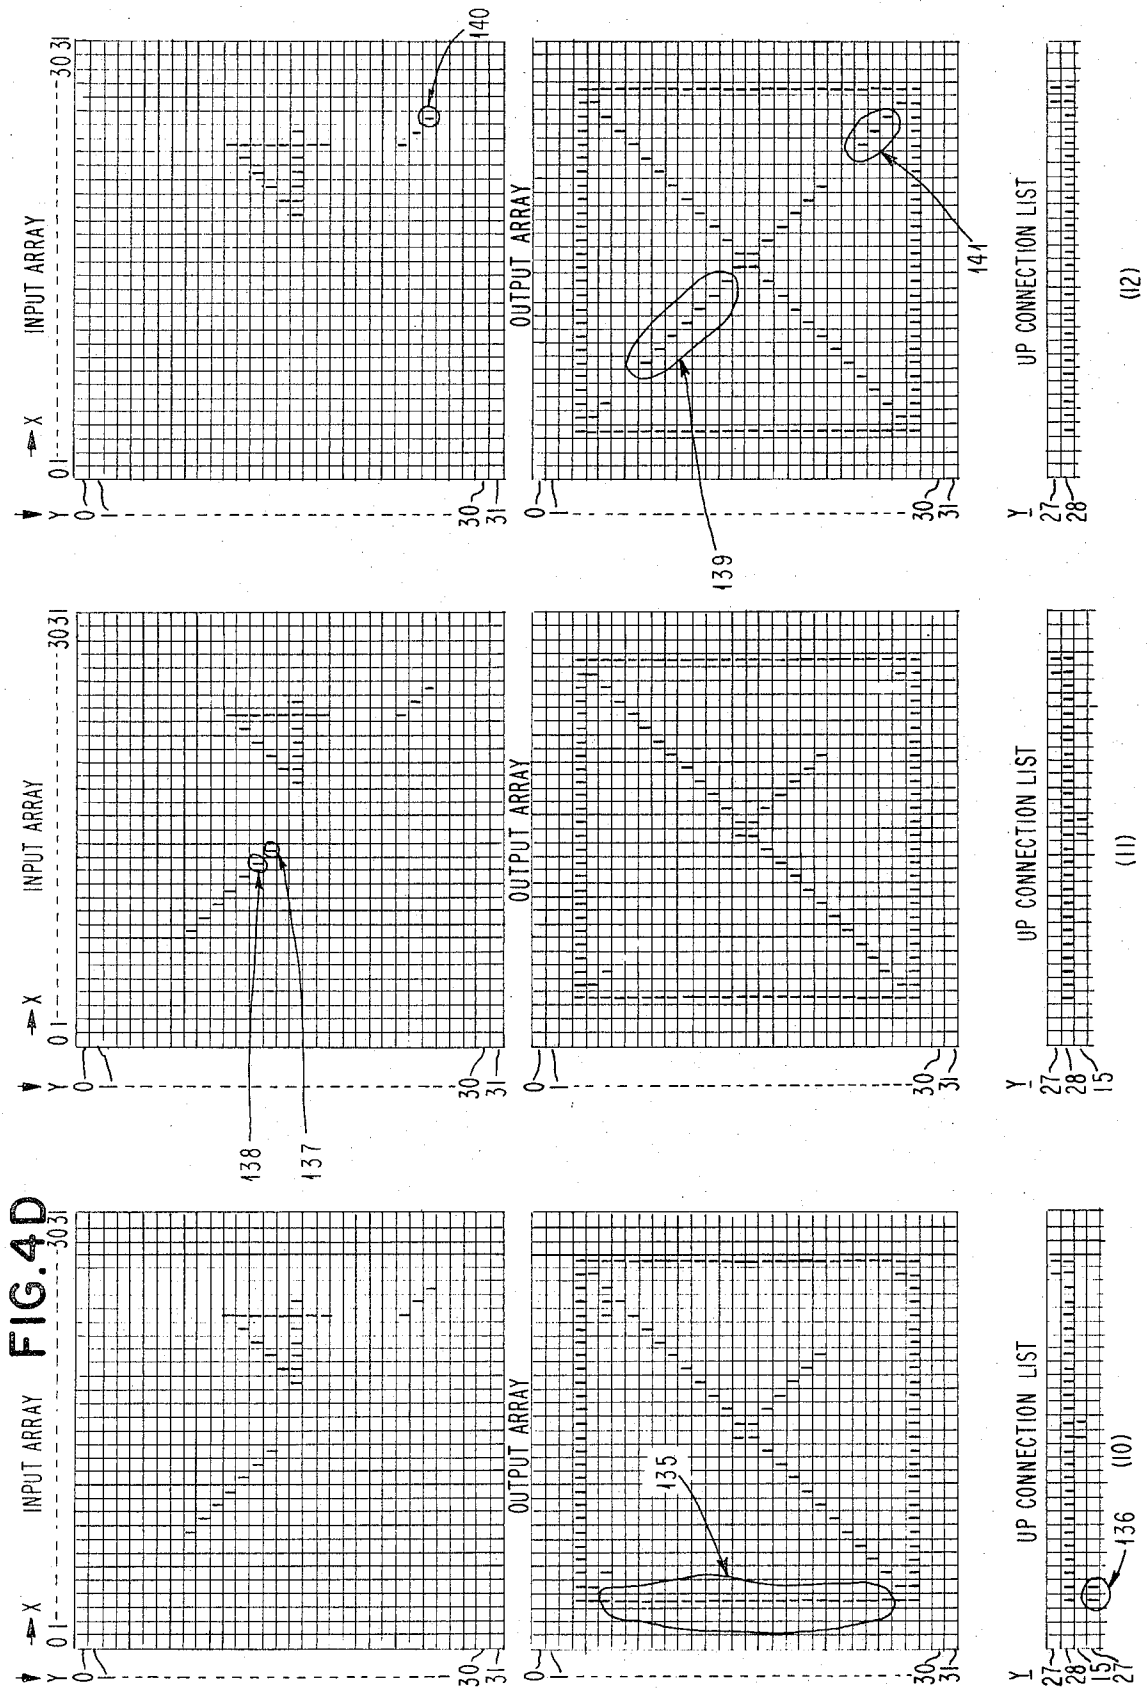 FIG.4D
INPUT ARRAY
→ X
0 1 ----------- 30 31
Y
0
1
30
31
OUTPUT ARRAY
0
1
30
31
135
UP CONNECTION LIST
Y
27
28
15
27
136
(10)
INPUT ARRAY
→ X
0 1 ----------- 30 31
Y
0
1
30
31
138
137
OUTPUT ARRAY
0
1
30
31
UP CONNECTION LIST
Y
27
28
15
(11)
INPUT ARRAY
→ X
0 1 ----------- 30 31
Y
0
1
30
31
140
OUTPUT ARRAY
0
1
30
31
139
141
UP CONNECTION LIST
Y
27
28
(12)